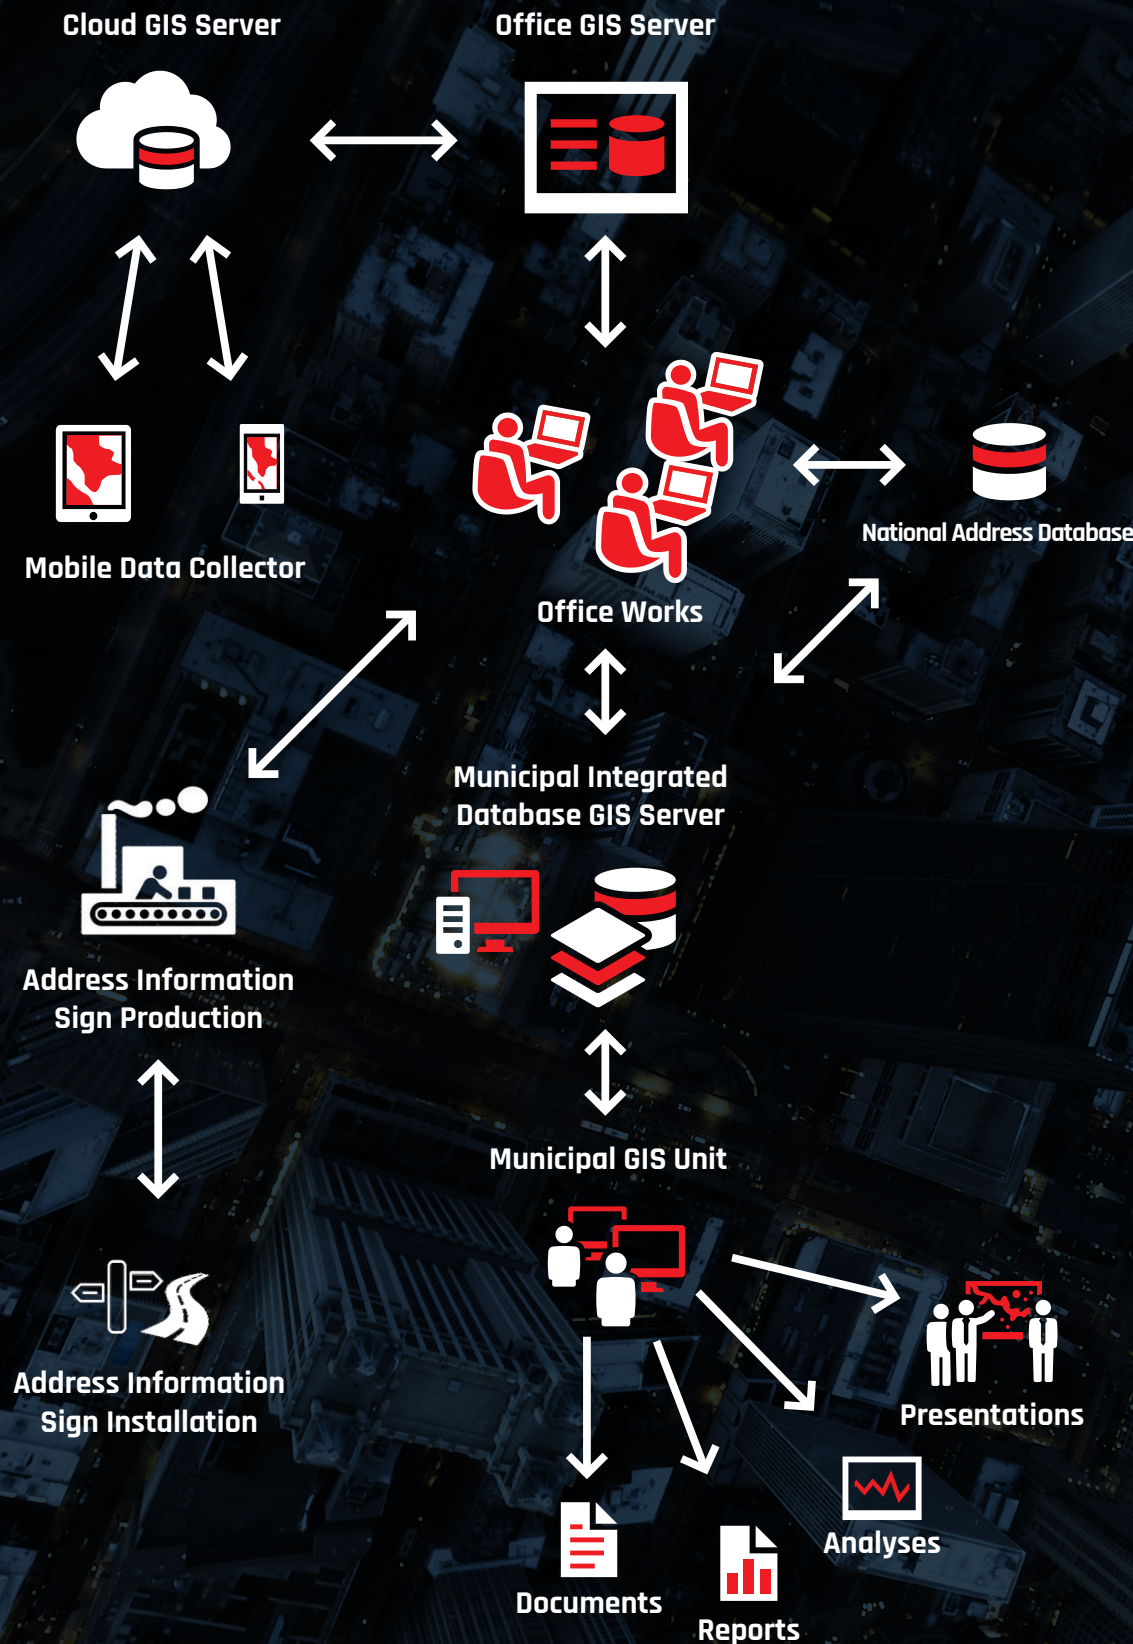 Cloud GIS Server
Office GIS Server
Mobile Data Collector
National Address Database
Office Works
Municipal Integrated
Database GIS Server
Address Information
Sign Production
Municipal GIS Unit
Address Information
Sign Installation
Presentations
Analyses
Documents
Reports